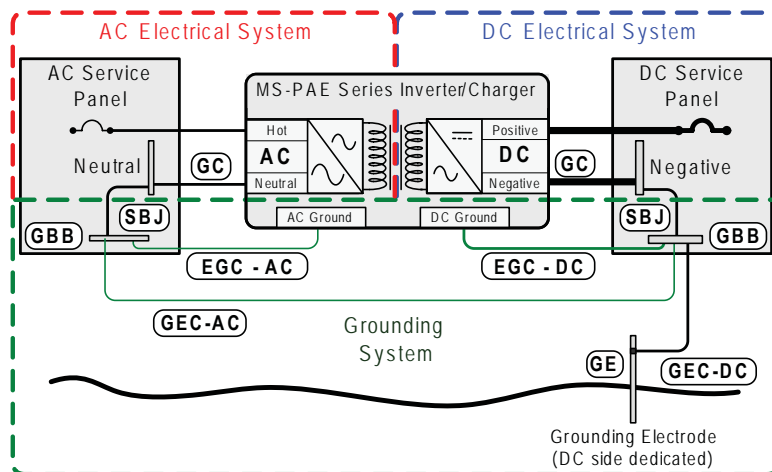 AC Electrical System
DC Electrical System
AC Service
Panel
MS-PAE Series Inverter/Charger
DC Service
Panel
Hot
AC
Neutral
Positive
DC
Negative
Neutral
GC
GC
Negative
SBJ
GBB
AC Ground
DC Ground
SBJ
GBB
EGC - AC
EGC - DC
GEC-AC
Grounding
System
GE
GEC-DC
Grounding Electrode
(DC side dedicated)